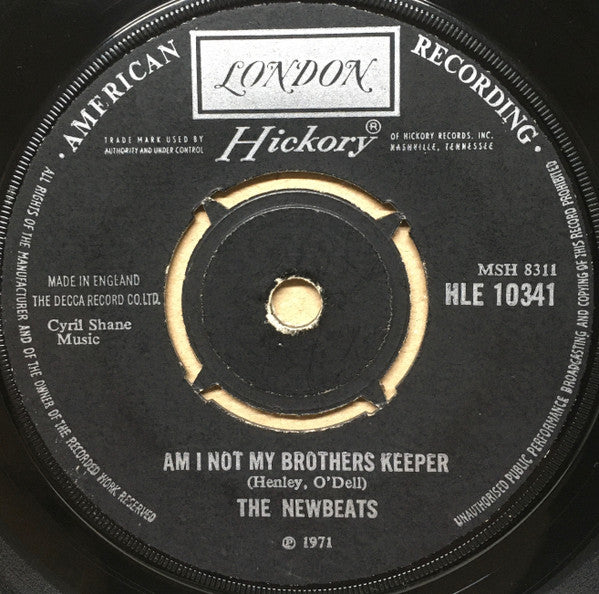 AMERICAN RECORDING
LONDON
TRADE MARK USED BY
AUTHORITY AND UNDER CONTROL
Hickory®
OF HICKORY RECORDS, INC.
NASHVILLE, TENNESSEE
MADE IN ENGLAND
THE DECCA RECORD CO.LTD.
Cyril Shane
Music
MSH 8311
HLE 10341
AM I NOT MY BROTHERS KEEPER
(Henley, O'Dell)
THE NEWBEATS
℗ 1971
ALL RIGHTS OF THE MANUFACTURER AND OF THE OWNER OF THE RECORDED WORK RESERVED
UNAUTHORISED PUBLIC PERFORMANCE BROADCASTING AND COPYING OF THIS RECORD PROHIBITED